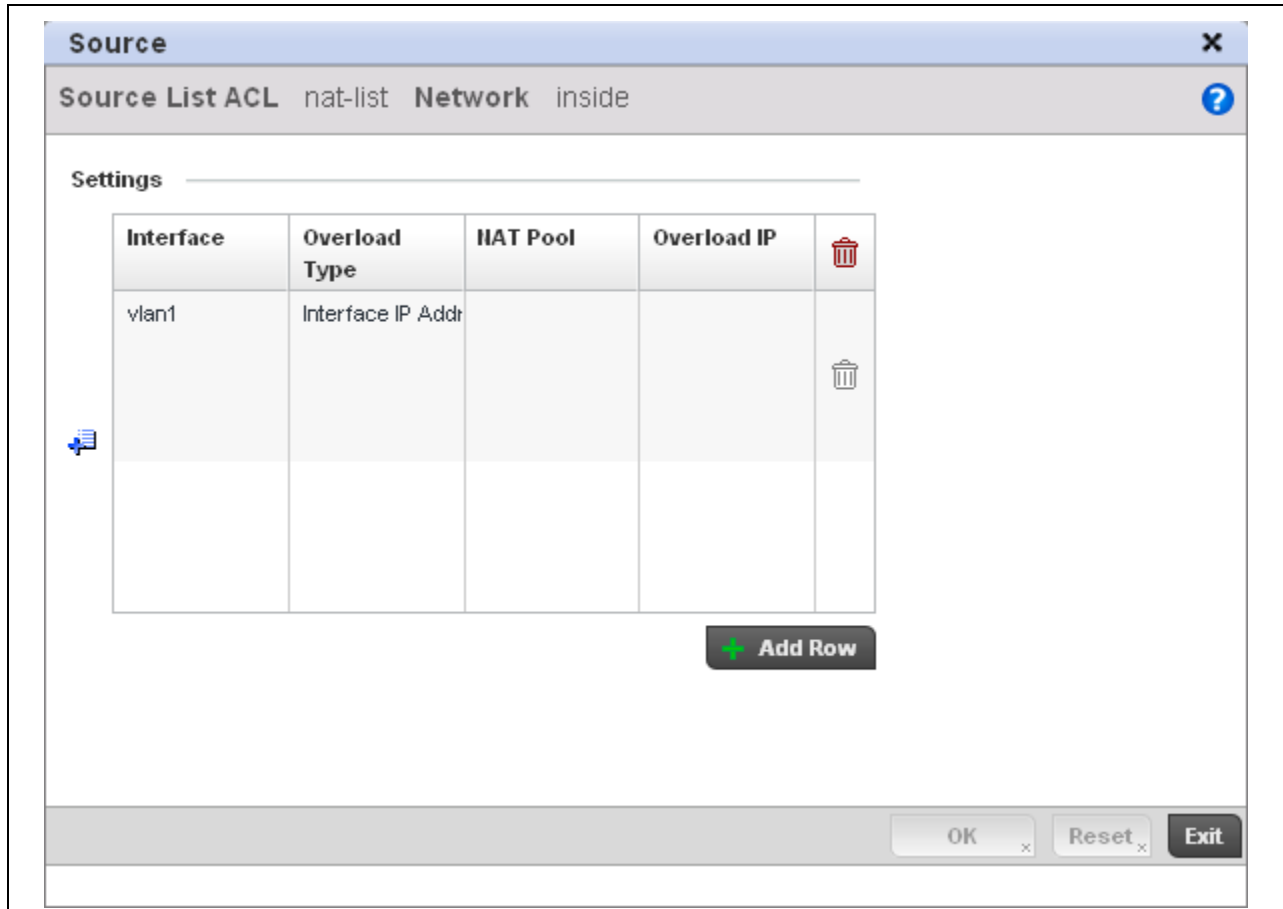 Source
Source List ACL nat-list Network inside
Settings
Interface Overload Type NAT Pool Overload IP
vlan1 Interface IP Addr
Add Row
OK Reset Exit